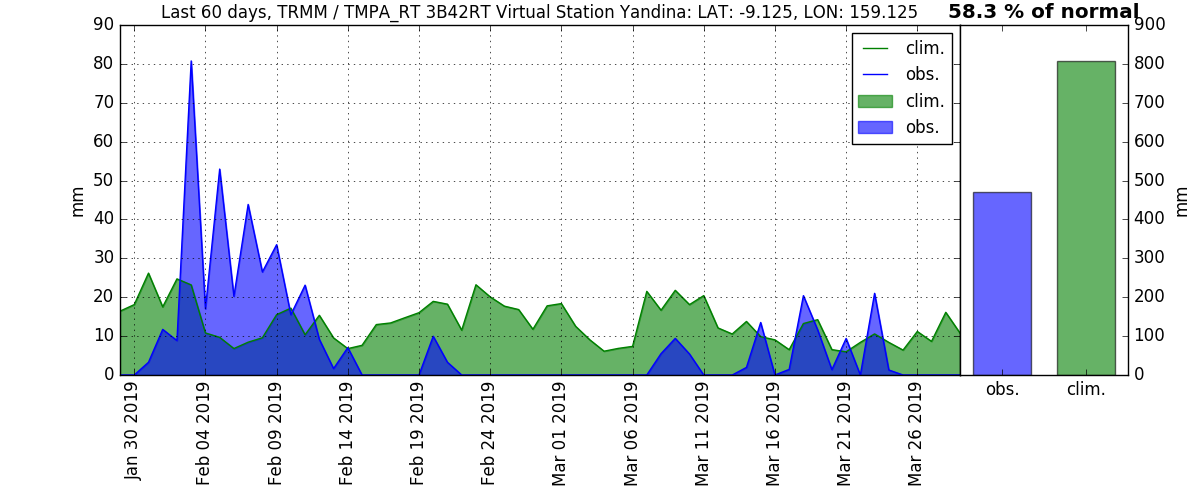 Last 60 days, TRMM / TMPA_RT 3B42RT Virtual Station Yandina: LAT: -9.125, LON: 159.125
58.3 % of normal
90
80
70
60
50
40
30
20
10
0
mm
clim.
obs.
clim.
obs.
Jan 30 2019
Feb 04 2019
Feb 09 2019
Feb 14 2019
Feb 19 2019
Feb 24 2019
Mar 01 2019
Mar 06 2019
Mar 11 2019
Mar 16 2019
Mar 21 2019
Mar 26 2019
900
800
700
600
500
400
300
200
100
0
mm
obs.
clim.